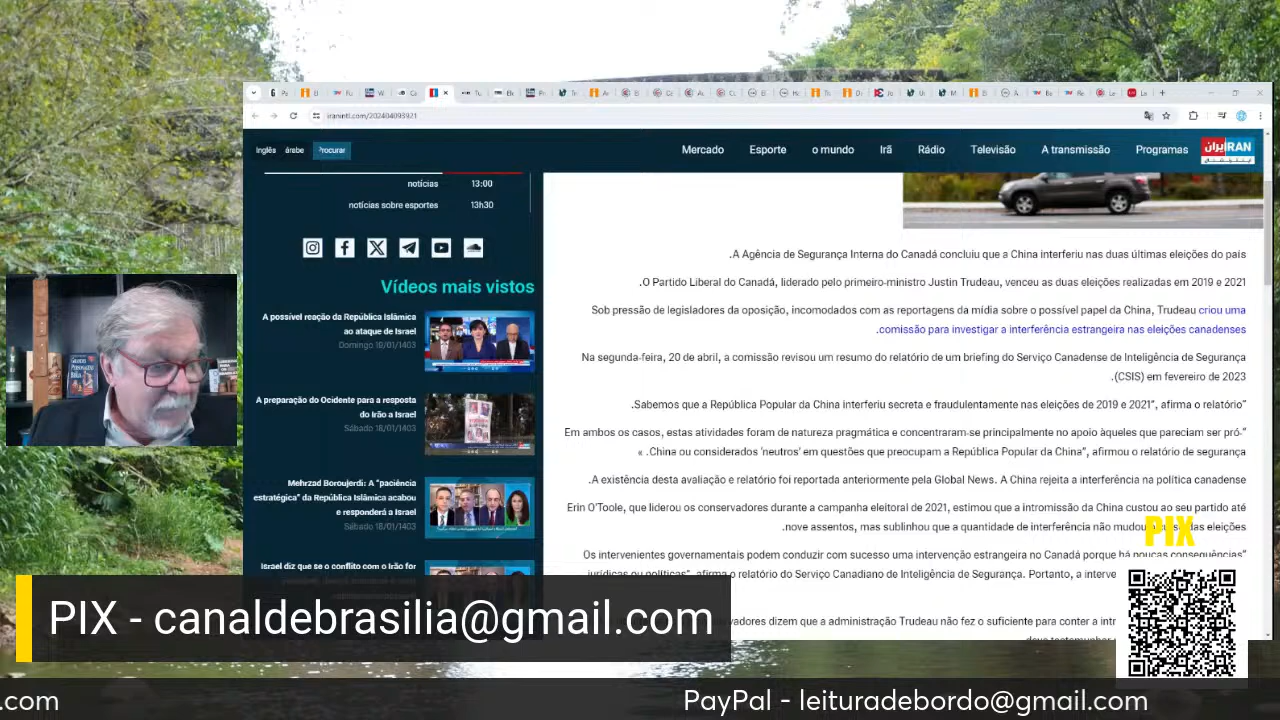 iranintl.com/202404093921
Inglês árabe Procurar
Mercado Esporte o mundo Irã Rádio Televisão A transmissão Programas
ایران IRAN
notícias 13:00
notícias sobre esportes 13h30
Vídeos mais vistos
A possível reação da República Islâmica
ao ataque de Israel
Domingo 19/01/1403
A preparação do Ocidente para a resposta
do Irão a Israel
Sábado 18/01/1403
Mehrzad Boroujerdi: A "paciência
estratégica" da República Islâmica acabou
e responderá a Israel
Sábado 18/01/1403
Israel diz que se o conflito com o Irão for
.A Agência de Segurança Interna do Canadá concluiu que a China interferiu nas duas últimas eleições do país
.O Partido Liberal do Canadá, liderado pelo primeiro-ministro Justin Trudeau, venceu as duas eleições realizadas em 2019 e 2021
Sob pressão de legisladores da oposição, incomodados com as reportagens da mídia sobre o possível papel da China, Trudeau criou uma
.comissão para investigar a interferência estrangeira nas eleições canadenses
Na segunda-feira, 20 de abril, a comissão revisou um resumo do relatório de um briefing do Serviço Canadense de Inteligência de Segurança
.(CSIS) em fevereiro de 2023
.Sabemos que a República Popular da China interferiu secreta e fraudulentamente nas eleições de 2019 e 2021", afirma o relatório"
Em ambos os casos, estas atividades foram de natureza pragmática e concentraram-se principalmente no apoio àqueles que pareciam ser pró-"
« .China ou considerados 'neutros' em questões que preocupam a República Popular da China", afirmou o relatório de segurança
.A existência desta avaliação e relatório foi reportada anteriormente pela Global News. A China rejeita a interferência na política canadense
Erin O'Toole, que liderou os conservadores durante a campanha eleitoral de 2021, estimou que a intromissão da China custou ao seu partido até
.nove assentos, mas sublinhou que a quantidade de interferência não mudou das eleições
Os intervenientes governamentais podem conduzir com sucesso uma intervenção estrangeira no Canadá porque há poucas consequências"
jurídicas ou políticas", afirma o relatório do Serviço Canadiano de Inteligência de Segurança. Portanto, a interve
vadores dizem que a administração Trudeau não fez o suficiente para conter a intr
PIX
PIX - canaldebrasilia@gmail.com
.com PayPal - leituradebordo@gmail.com